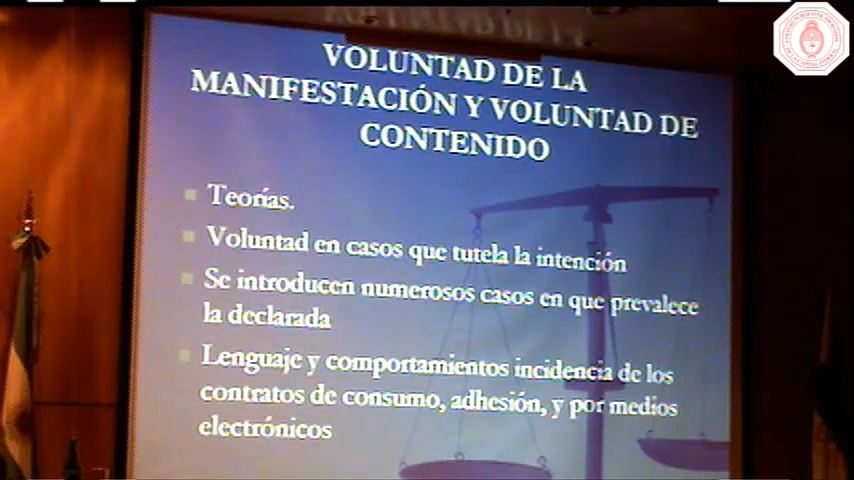 VOLUNTAD DE LA
MANIFESTACIÓN Y VOLUNTAD DE
CONTENIDO
Teorías.
Voluntad en casos que tutela la intención
Se introducen numerosos casos en que prevalece
la declarada
Lenguaje y comportamientos incidencia de los
contratos de consumo, adhesión, y por medios
electrónicos